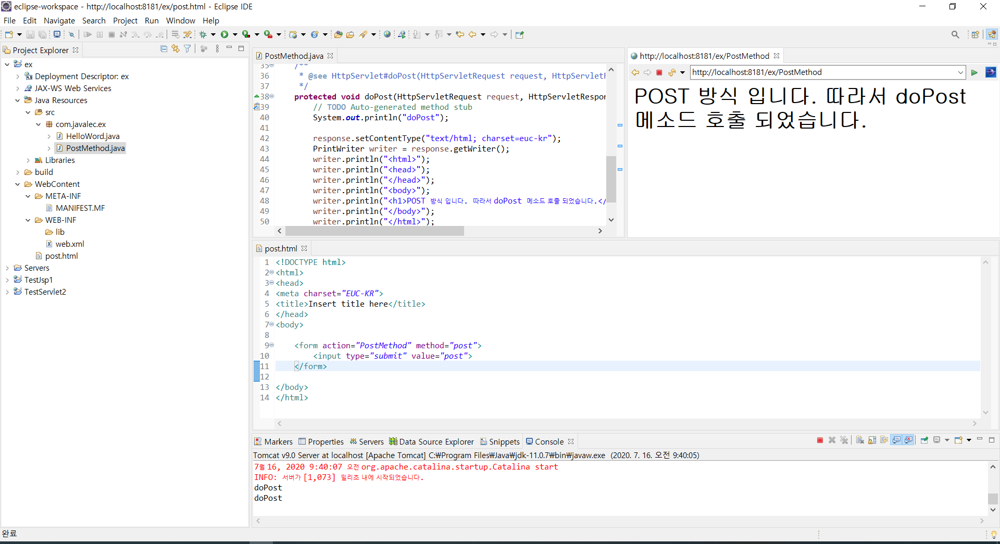 eclipse-workspace - http://localhost:8181/ex/post.html - Eclipse IDE
File Edit Navigate Search Project Run Window Help
Project Explorer
ex
Deployment Descriptor: ex
JAX-WS Web Services
Java Resources
src
com.javalec.ex
HelloWord.java
PostMethod.java
Libraries
build
WebContent
META-INF
MANIFEST.MF
WEB-INF
lib
web.xml
post.html
Servers
TestJsp1
TestServlet2
PostMethod.java
35 /**
36 * @see HttpServlet#doPost(HttpServletRequest request, HttpServletR
37 */
38 protected void doPost(HttpServletRequest request, HttpServletRespon
39 // TODO Auto-generated method stub
40 System.out.println("doPost");
41
42 response.setContentType("text/html; charset=euc-kr");
43 PrintWriter writer = response.getWriter();
44 writer.println("<html>");
45 writer.println("<head>");
46 writer.println("</head>");
47 writer.println("<body>");
48 writer.println("<h1>POST 방식 입니다. 따라서 doPost 메소드 호출 되었습니다.</
49 writer.println("</body>");
50 writer.println("</html>");
http://localhost:8181/ex/PostMethod
http://localhost:8181/ex/PostMethod
POST 방식 입니다. 따라서 doPost
메소드 호출 되었습니다.
post.html
1 <!DOCTYPE html>
2 <html>
3 <head>
4 <meta charset="EUC-KR">
5 <title>Insert title here</title>
6 </head>
7 <body>
8
9 <form action="PostMethod" method="post">
10 <input type="submit" value="post">
11 </form>
12
13 </body>
14 </html>
Markers Properties Servers Data Source Explorer Snippets Console
Tomcat v9.0 Server at localhost [Apache Tomcat] C:₩Program Files₩Java₩jdk-11.0.7₩bin₩javaw.exe (2020. 7. 16. 오전 9:40:05)
7월 16, 2020 9:40:07 오전 org.apache.catalina.startup.Catalina start
INFO: 서버가 [1,073] 밀리초 내에 시작되었습니다.
doPost
doPost
완료